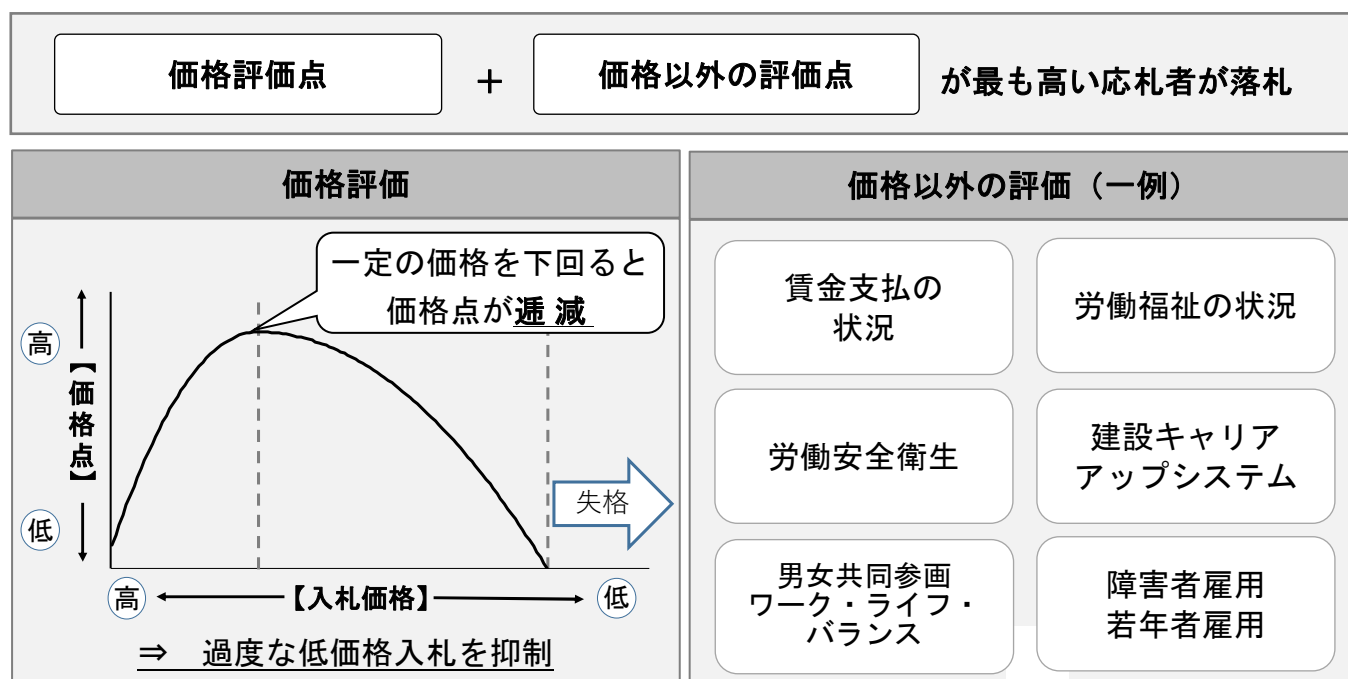 価格評価点 ＋ 価格以外の評価点 が最も高い応札者が落札
価格評価
一定の価格を下回ると
価格点が逓減
高
【価格点】
低
失格
高 【入札価格】 低
⇒　過度な低価格入札を抑制
価格以外の評価（一例）
賃金支払の
状況
労働福祉の状況
労働安全衛生
建設キャリア
アップシステム
男女共同参画
ワーク・ライフ・
バランス
障害者雇用
若年者雇用